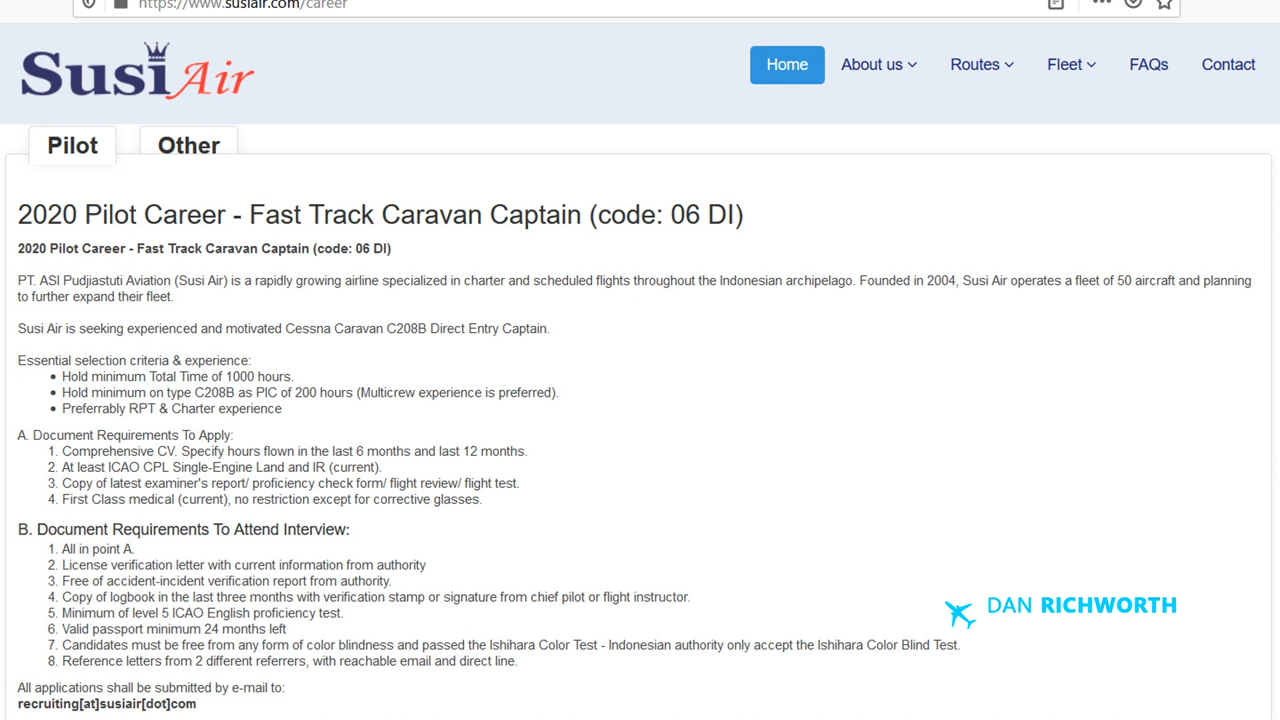 https://www.susiair.com/career
Susi Air
Home
About us
Routes
Fleet
FAQs
Contact
Pilot
Other
2020 Pilot Career - Fast Track Caravan Captain (code: 06 DI)
2020 Pilot Career - Fast Track Caravan Captain (code: 06 DI)
PT. ASI Pudjiastuti Aviation (Susi Air) is a rapidly growing airline specialized in charter and scheduled flights throughout the Indonesian archipelago. Founded in 2004, Susi Air operates a fleet of 50 aircraft and planning
to further expand their fleet.
Susi Air is seeking experienced and motivated Cessna Caravan C208B Direct Entry Captain.
Essential selection criteria & experience:
• Hold minimum Total Time of 1000 hours.
• Hold minimum on type C208B as PIC of 200 hours (Multicrew experience is preferred).
• Preferrably RPT & Charter experience
A. Document Requirements To Apply:
1. Comprehensive CV. Specify hours flown in the last 6 months and last 12 months.
2. At least ICAO CPL Single-Engine Land and IR (current).
3. Copy of latest examiner's report/ proficiency check form/ flight review/ flight test.
4. First Class medical (current), no restriction except for corrective glasses.
B. Document Requirements To Attend Interview:
1. All in point A.
2. License verification letter with current information from authority
3. Free of accident-incident verification report from authority.
4. Copy of logbook in the last three months with verification stamp or signature from chief pilot or flight instructor.
5. Minimum of level 5 ICAO English proficiency test.
6. Valid passport minimum 24 months left
7. Candidates must be free from any form of color blindness and passed the Ishihara Color Test - Indonesian authority only accept the Ishihara Color Blind Test.
8. Reference letters from 2 different referrers, with reachable email and direct line.
All applications shall be submitted by e-mail to:
recruiting[at]susiair[dot]com
DAN RICHWORTH